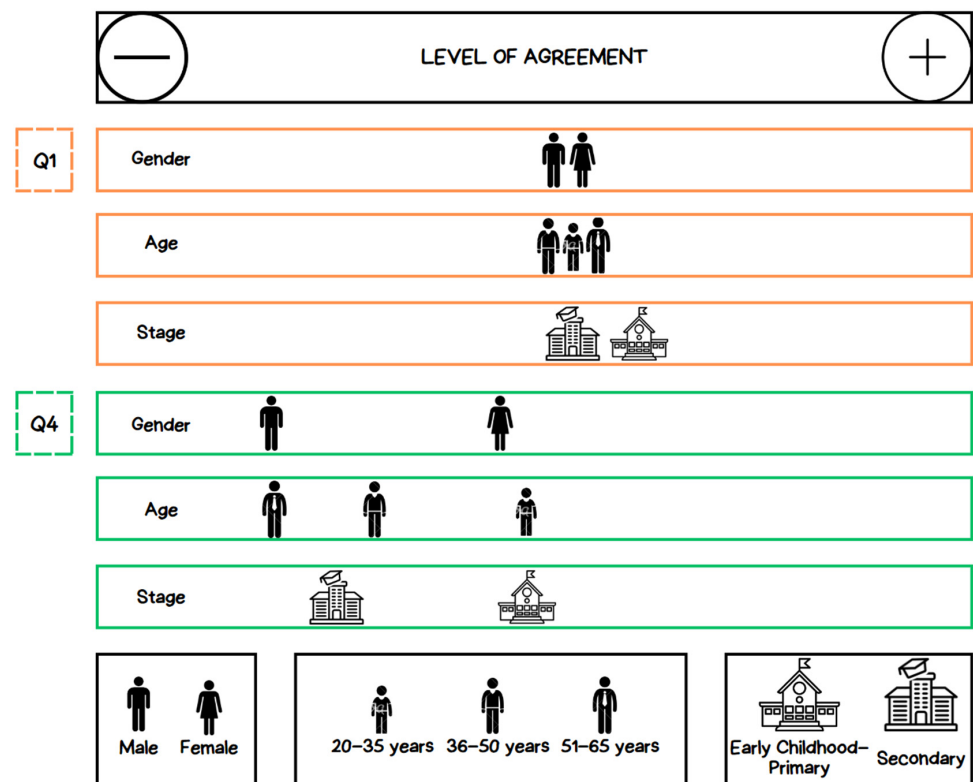 LEVEL OF AGREEMENT
Q1
Gender
Age
Stage
Q4
Gender
Age
Stage
Male Female
20–35 years 36–50 years 51–65 years
Early Childhood–
Primary
Secondary